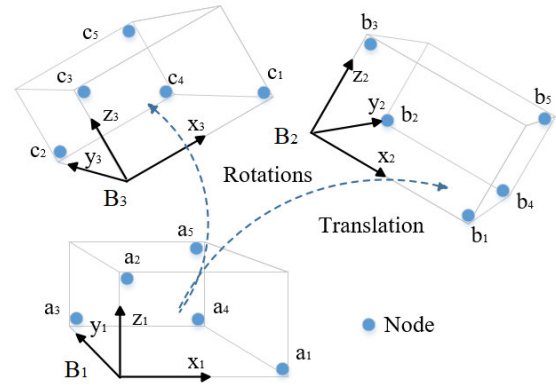 c₅
b₃
c₃
c₄
c₁
z₂
b₅
z₃
y₂
b₂
x₃
c₂
y₃
B₂
x₂
B₃
Rotations
b₄
b₁
Translation
a₅
a₂
a₃
z₁
a₄
y₁
Node
B₁
x₁
a₁